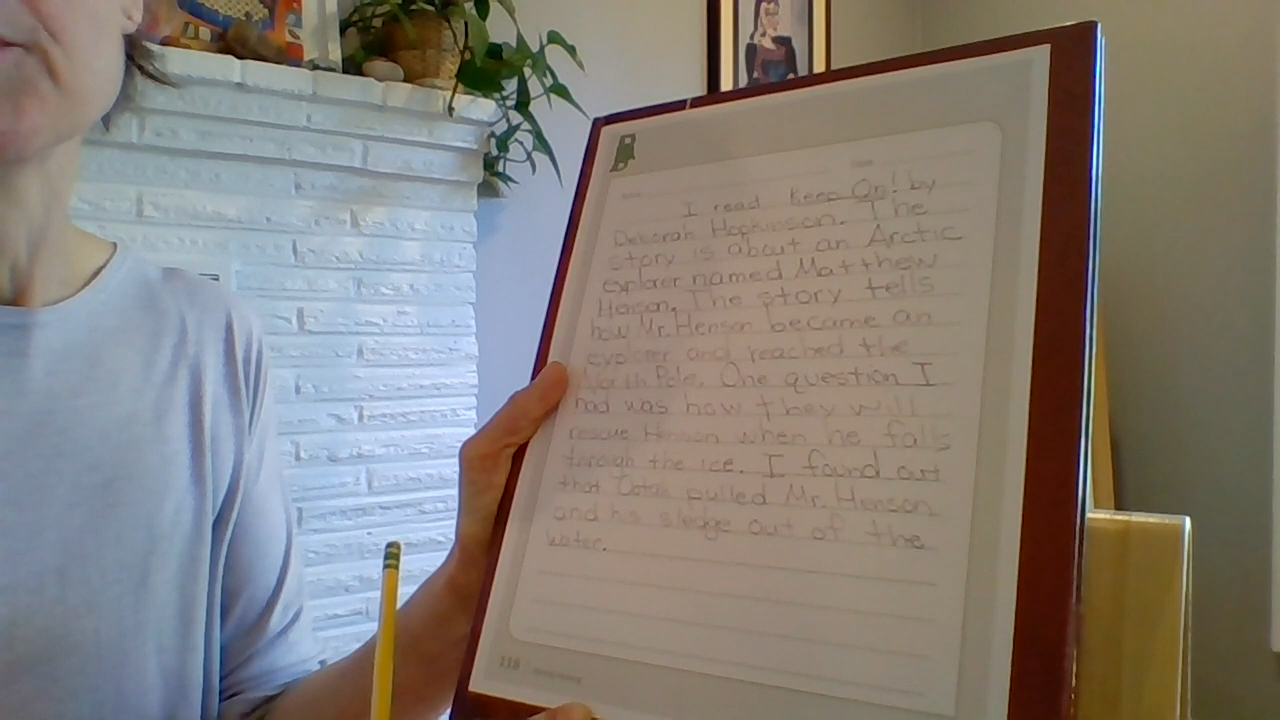 I read Keep On! by
Deborah Hopkinson. The
story is about an Arctic
explorer named Matthew
Henson. The story tells
how Mr. Henson became an
explorer and reached the
North Pole. One question I
had was how they will
rescue Henson when he falls
through the ice. I found out
that Ootah pulled Mr. Henson
and his sledge out of the
water.
118